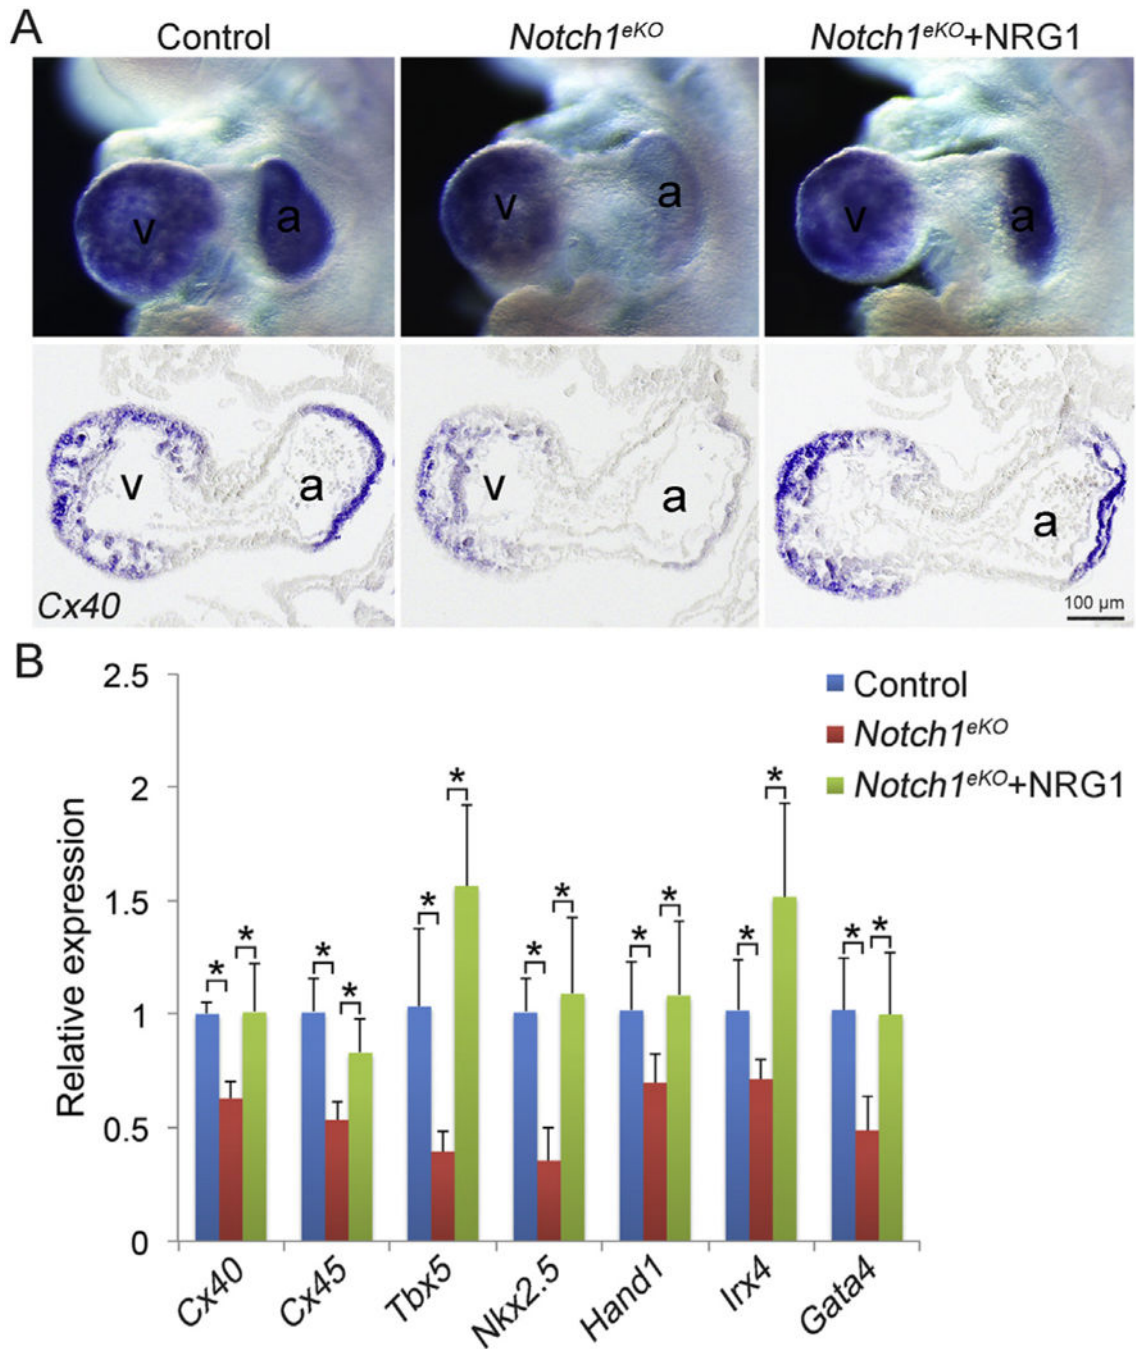 A
Control
Notch1eKO
Notch1eKO+NRG1
v
a
v
a
v
a
v
a
v
a
a
Cx40
100 µm
B
2.5
2
1.5
1
0.5
0
Relative expression
Control
Notch1eKO
Notch1eKO+NRG1
* * * * * * * * * * * * * *
Cx40
Cx45
Tbx5
Nkx2.5
Hand1
Irx4
Gata4